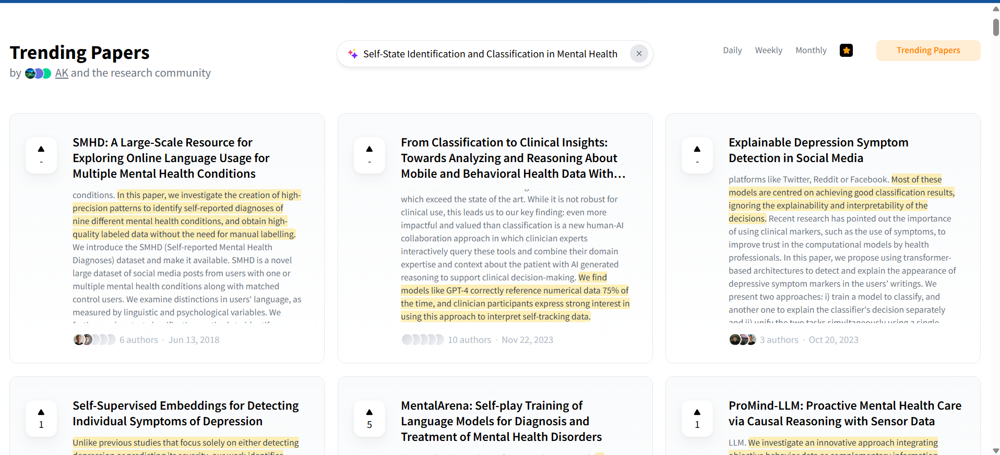 Trending Papers
by AK and the research community
Self-State Identification and Classification in Mental Health
Daily
Weekly
Monthly
Trending Papers
SMHD: A Large-Scale Resource for
Exploring Online Language Usage for
Multiple Mental Health Conditions
-
conditions. In this paper, we investigate the creation of high-
precision patterns to identify self-reported diagnoses of
nine different mental health conditions, and obtain high-
quality labeled data without the need for manual labelling.
We introduce the SMHD (Self-reported Mental Health
Diagnoses) dataset and make it available. SMHD is a novel
large dataset of social media posts from users with one or
multiple mental health conditions along with matched
control users. We examine distinctions in users' language, as
measured by linguistic and psychological variables. We
6 authors · Jun 13, 2018
From Classification to Clinical Insights:
Towards Analyzing and Reasoning About
Mobile and Behavioral Health Data With...
-
which exceed the state of the art. While it is not robust for
clinical use, this leads us to our key finding: even more
impactful and valued than classification is a new human-AI
collaboration approach in which clinician experts
interactively query these tools and combine their domain
expertise and context about the patient with AI generated
reasoning to support clinical decision-making. We find
models like GPT-4 correctly reference numerical data 75% of
the time, and clinician participants express strong interest in
using this approach to interpret self-tracking data.
10 authors · Nov 22, 2023
Explainable Depression Symptom
Detection in Social Media
-
platforms like Twitter, Reddit or Facebook. Most of these
models are centred on achieving good classification results,
ignoring the explainability and interpretability of the
decisions. Recent research has pointed out the importance
of using clinical markers, such as the use of symptoms, to
improve trust in the computational models by health
professionals. In this paper, we propose using transformer-
based architectures to detect and explain the appearance of
depressive symptom markers in the users' writings. We
present two approaches: i) train a model to classify, and
another one to explain the classifier's decision separately
and ii) unify the two tasks simultaneously using a single
3 authors · Oct 20, 2023
Self-Supervised Embeddings for Detecting
Individual Symptoms of Depression
1
Unlike previous studies that focus solely on either detecting
depression or predicting its severity, our work identifies
MentalArena: Self-play Training of
Language Models for Diagnosis and
Treatment of Mental Health Disorders
5
ProMind-LLM: Proactive Mental Health Care
via Causal Reasoning with Sensor Data
1
LLM. We investigate an innovative approach integrating
objective behavior data as complementary information